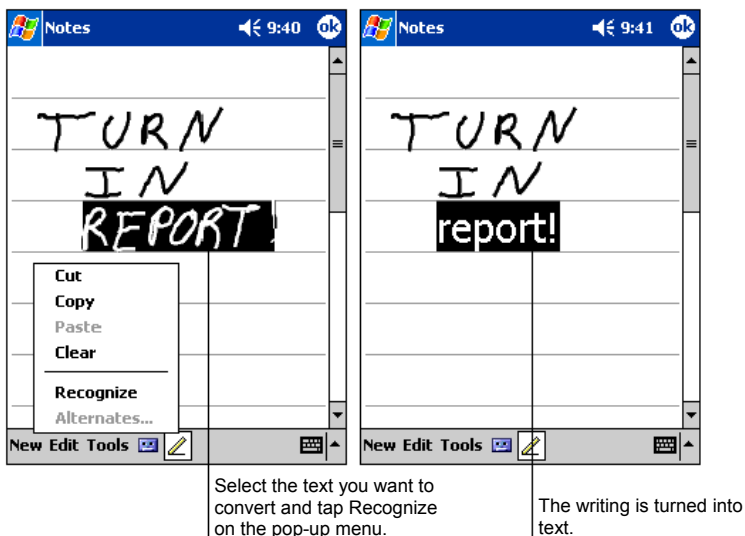 Notes 9:40 ok
TURN
IN
REPORT!
Cut
Copy
Paste
Clear
Recognize
Alternates...
New Edit Tools
Select the text you want to
convert and tap Recognize
on the pop-up menu.
Notes 9:41 ok
TURN
IN
report!
New Edit Tools
The writing is turned into
text.